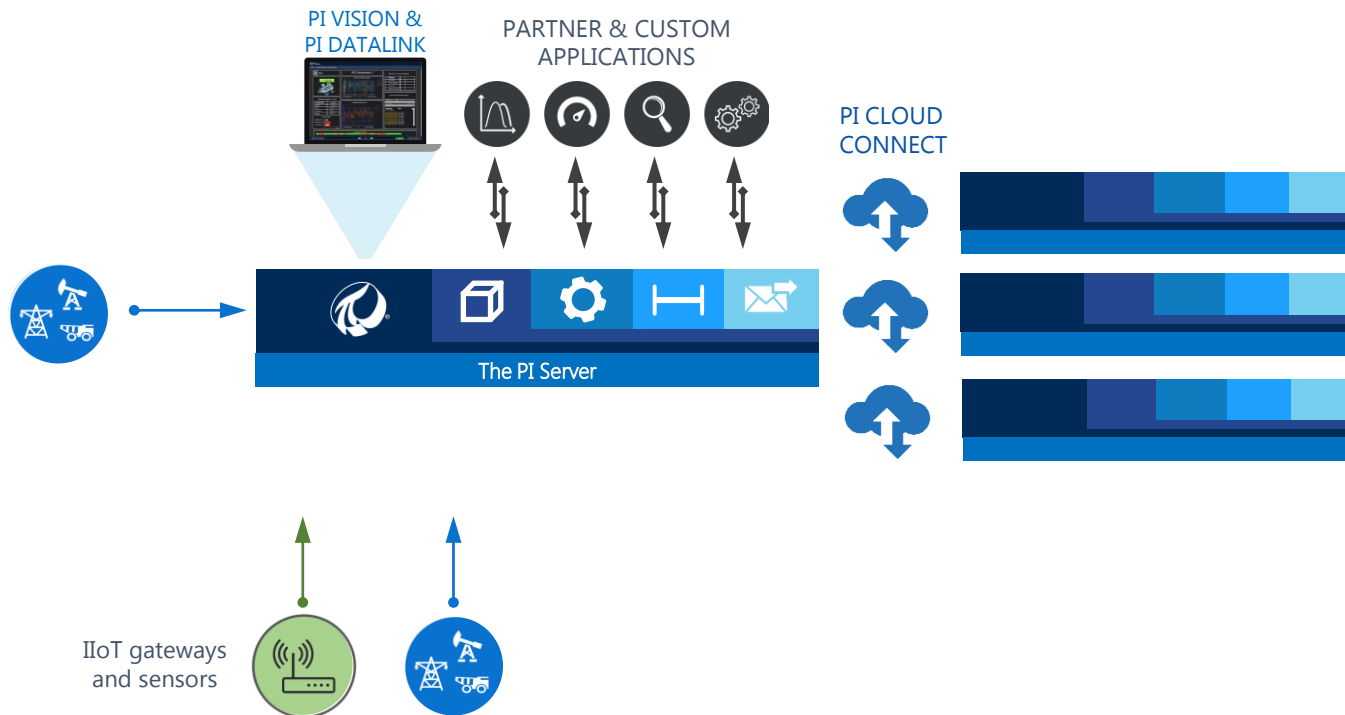 PI VISION &
PI DATALINK
PARTNER & CUSTOM
APPLICATIONS
PI CLOUD
CONNECT
The PI Server
IIoT gateways
and sensors